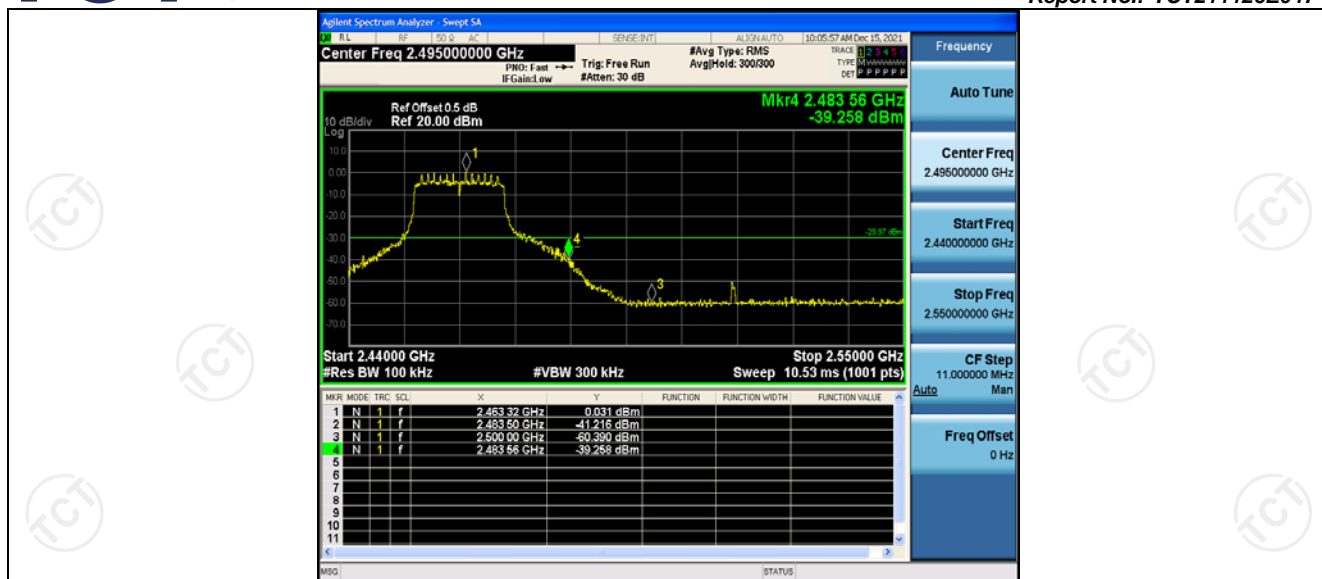 Agilent Spectrum Analyzer - Swept SA
RL RF 50 Ω AC SENSE:INT ALIGNAUTO 10:05:57 AM Dec 15, 2021
Center Freq 2.495000000 GHz
PNO: Fast
IFGain:Low
Trig: Free Run
#Atten: 30 dB
#Avg Type: RMS
Avg|Hold: 300/300
TRACE 1 2 3 4 5 6
TYPE M
DET P P P P P P
Mkr4 2.483 56 GHz
-39.258 dBm
Ref Offset 0.5 dB
10 dB/div Ref 20.00 dBm
Log
10.0
0.00
-10.0
-20.0
-30.0
-40.0
-50.0
-60.0
-70.0
1
4
3
-29.97 dBm
Start 2.44000 GHz Stop 2.55000 GHz
#Res BW 100 kHz #VBW 300 kHz Sweep 10.53 ms (1001 pts)
MKR MODE TRC SCL X Y FUNCTION FUNCTION WIDTH FUNCTION VALUE
1 N 1 f 2.463 32 GHz 0.031 dBm
2 N 1 f 2.483 50 GHz -41.216 dBm
3 N 1 f 2.500 00 GHz -60.390 dBm
4 N 1 f 2.483 56 GHz -39.258 dBm
5
6
7
8
9
10
11
MSG STATUS
Frequency
Auto Tune
Center Freq
2.495000000 GHz
Start Freq
2.440000000 GHz
Stop Freq
2.550000000 GHz
CF Step
11.000000 MHz
Auto Man
Freq Offset
0 Hz
TCT
TCT
TCT
TCT
TCT
TCT